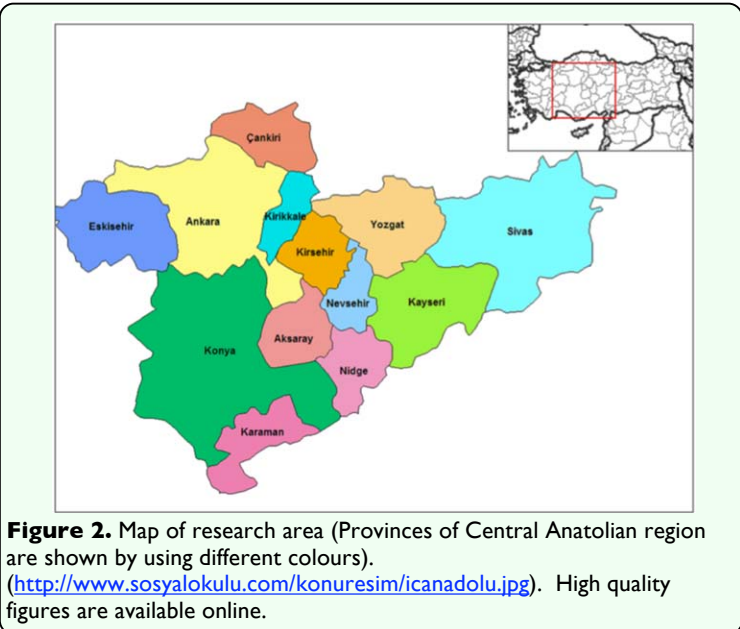 Çankiri
Eskisehir
Ankara
Kirikkale
Yozgat
Sivas
Kirsehir
Nevsehir
Kayseri
Konya
Aksaray
Nidge
Karaman
Figure 2. Map of research area (Provinces of Central Anatolian region
are shown by using different colours).
(http://www.sosyalokulu.com/konuresim/icanadolu.jpg). High quality
figures are available online.